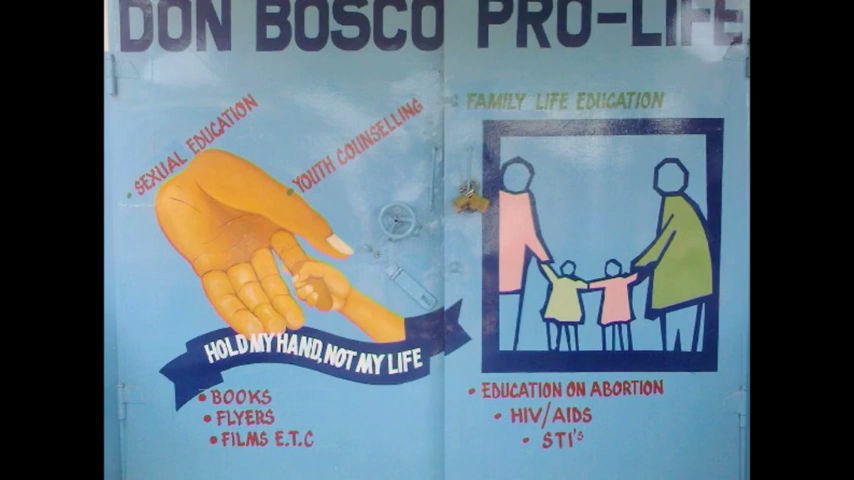 DON BOSCO PRO-LIFE
• SEXUAL EDUCATION
• YOUTH COUNSELLING
HOLD MY HAND, NOT MY LIFE
• BOOKS
• FLYERS
• FILMS E.T.C
FAMILY LIFE EDUCATION
• EDUCATION ON ABORTION
• HIV/AIDS
• STI's